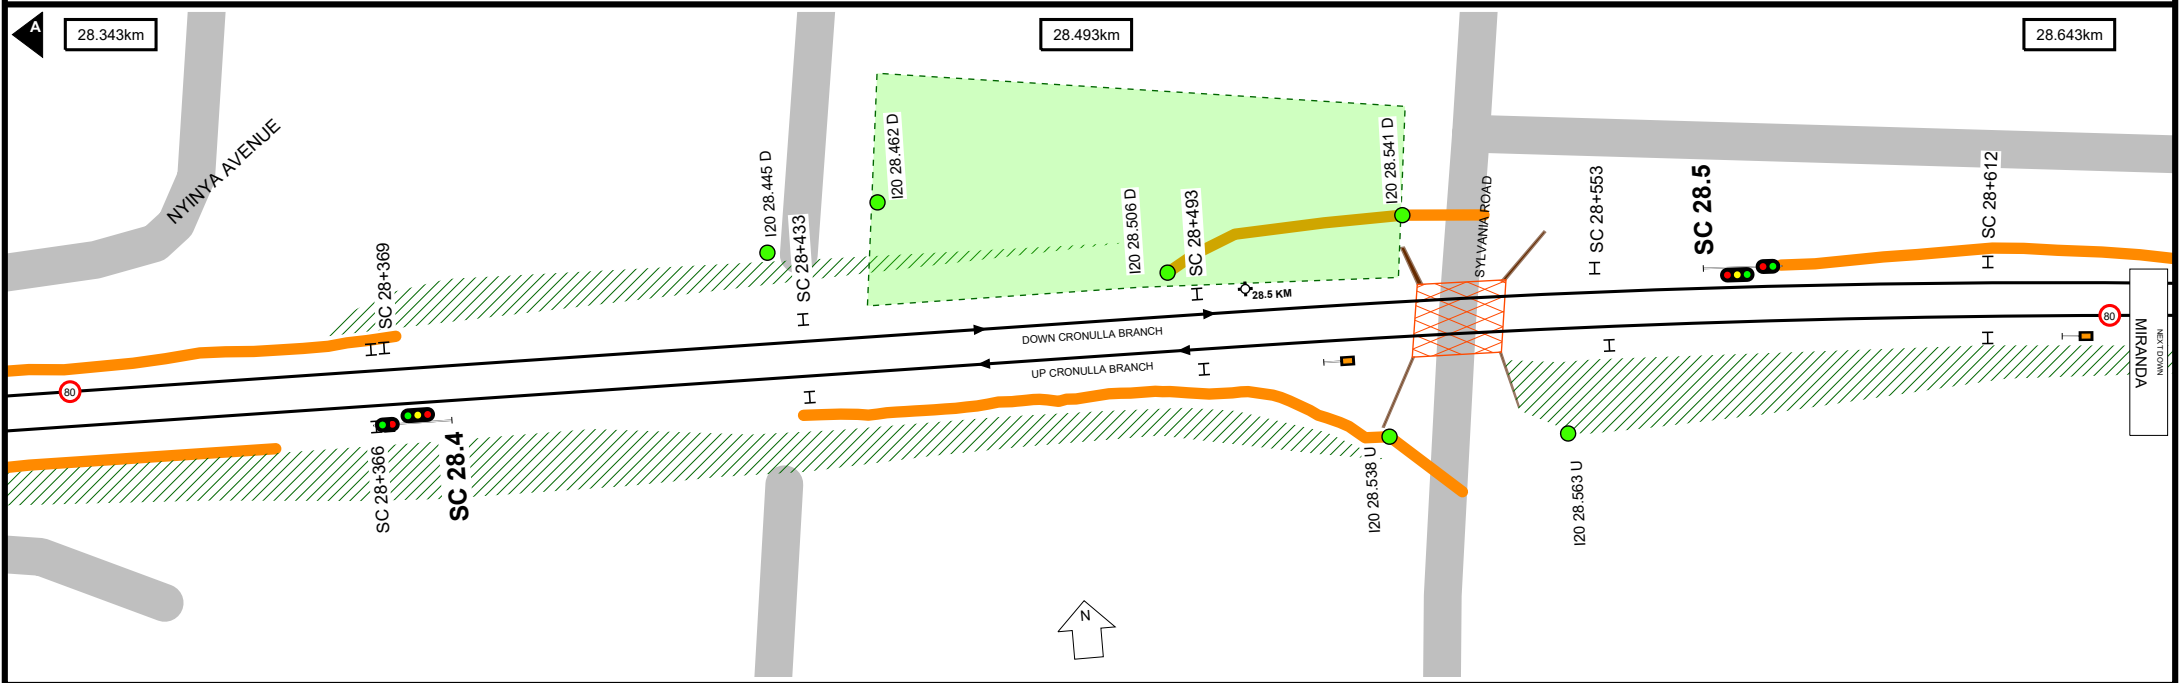 A
28.343km
28.493km
28.643km
NYINYA AVENUE
I20 28.445 D
I20 28.462 D
I20 28.506 D
I20 28.541 D
SC 28+369
SC 28+433
SC 28+493
SYLVANIA ROAD
SC 28+553
SC 28.5
SC 28+612
28.5 KM
DOWN CRONULLA BRANCH
UP CRONULLA BRANCH
80
80
MIRANDA
NEXT DOWN
SC 28+366
SC 28.4
I20 28.538 U
I20 28.563 U
N